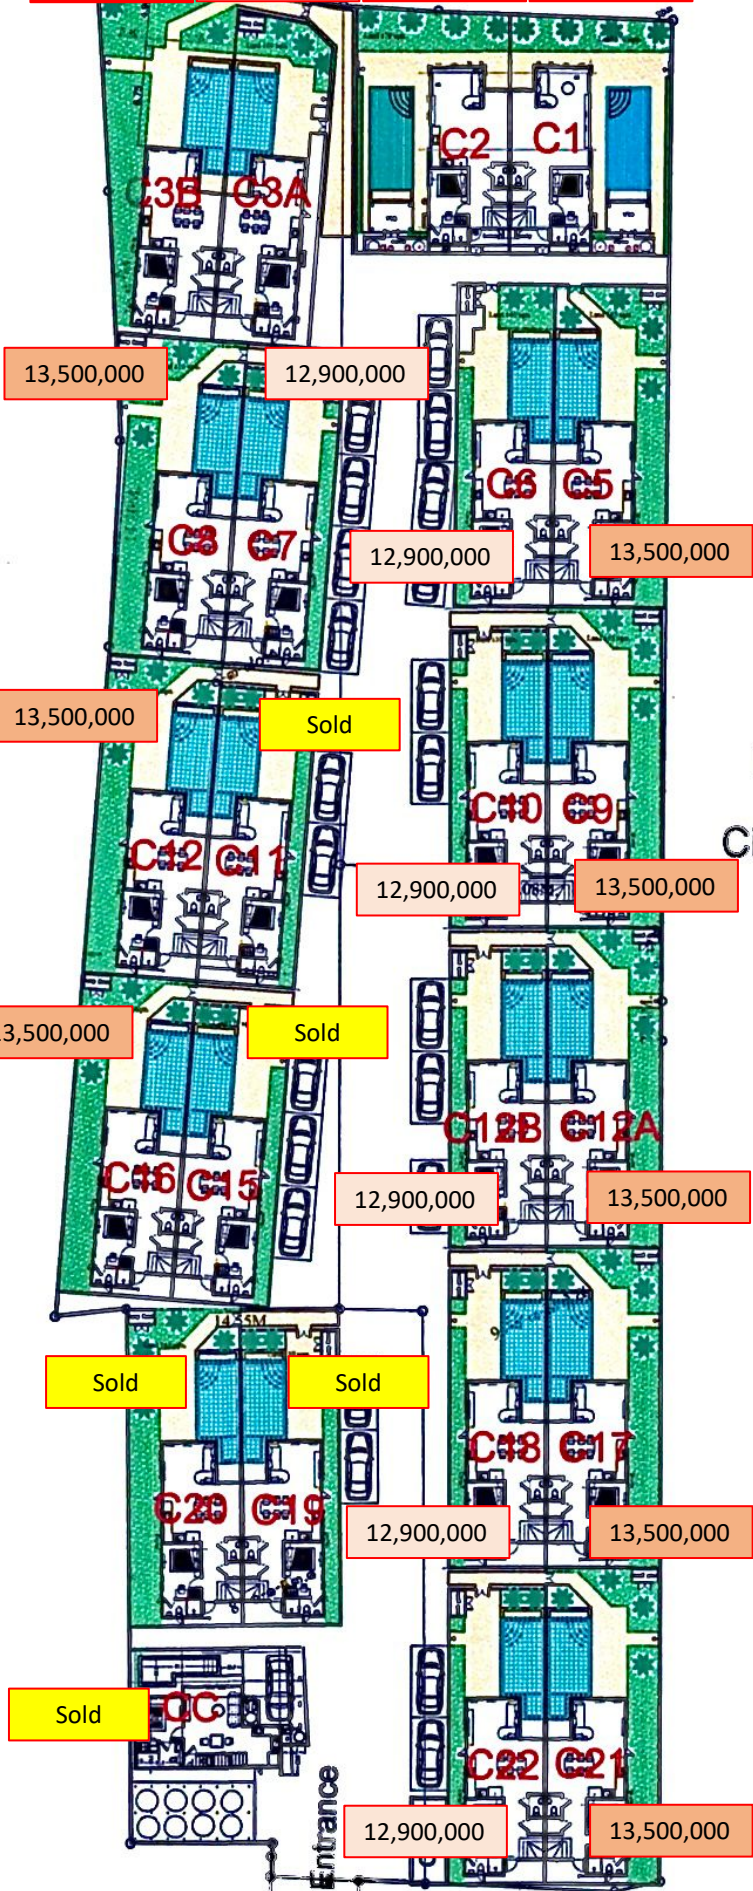 C2
C1
C3B
C3A
13,500,000
12,900,000
C6
C5
C8
C7
12,900,000
13,500,000
13,500,000
Sold
C10
C9
C12
C11
12,900,000
13,500,000
3,500,000
Sold
C12B
C12A
C16
C15
12,900,000
13,500,000
14.55M
Sold
Sold
C18
C17
C20
C19
12,900,000
13,500,000
Sold
CC
C22
C21
Entrance
12,900,000
13,500,000